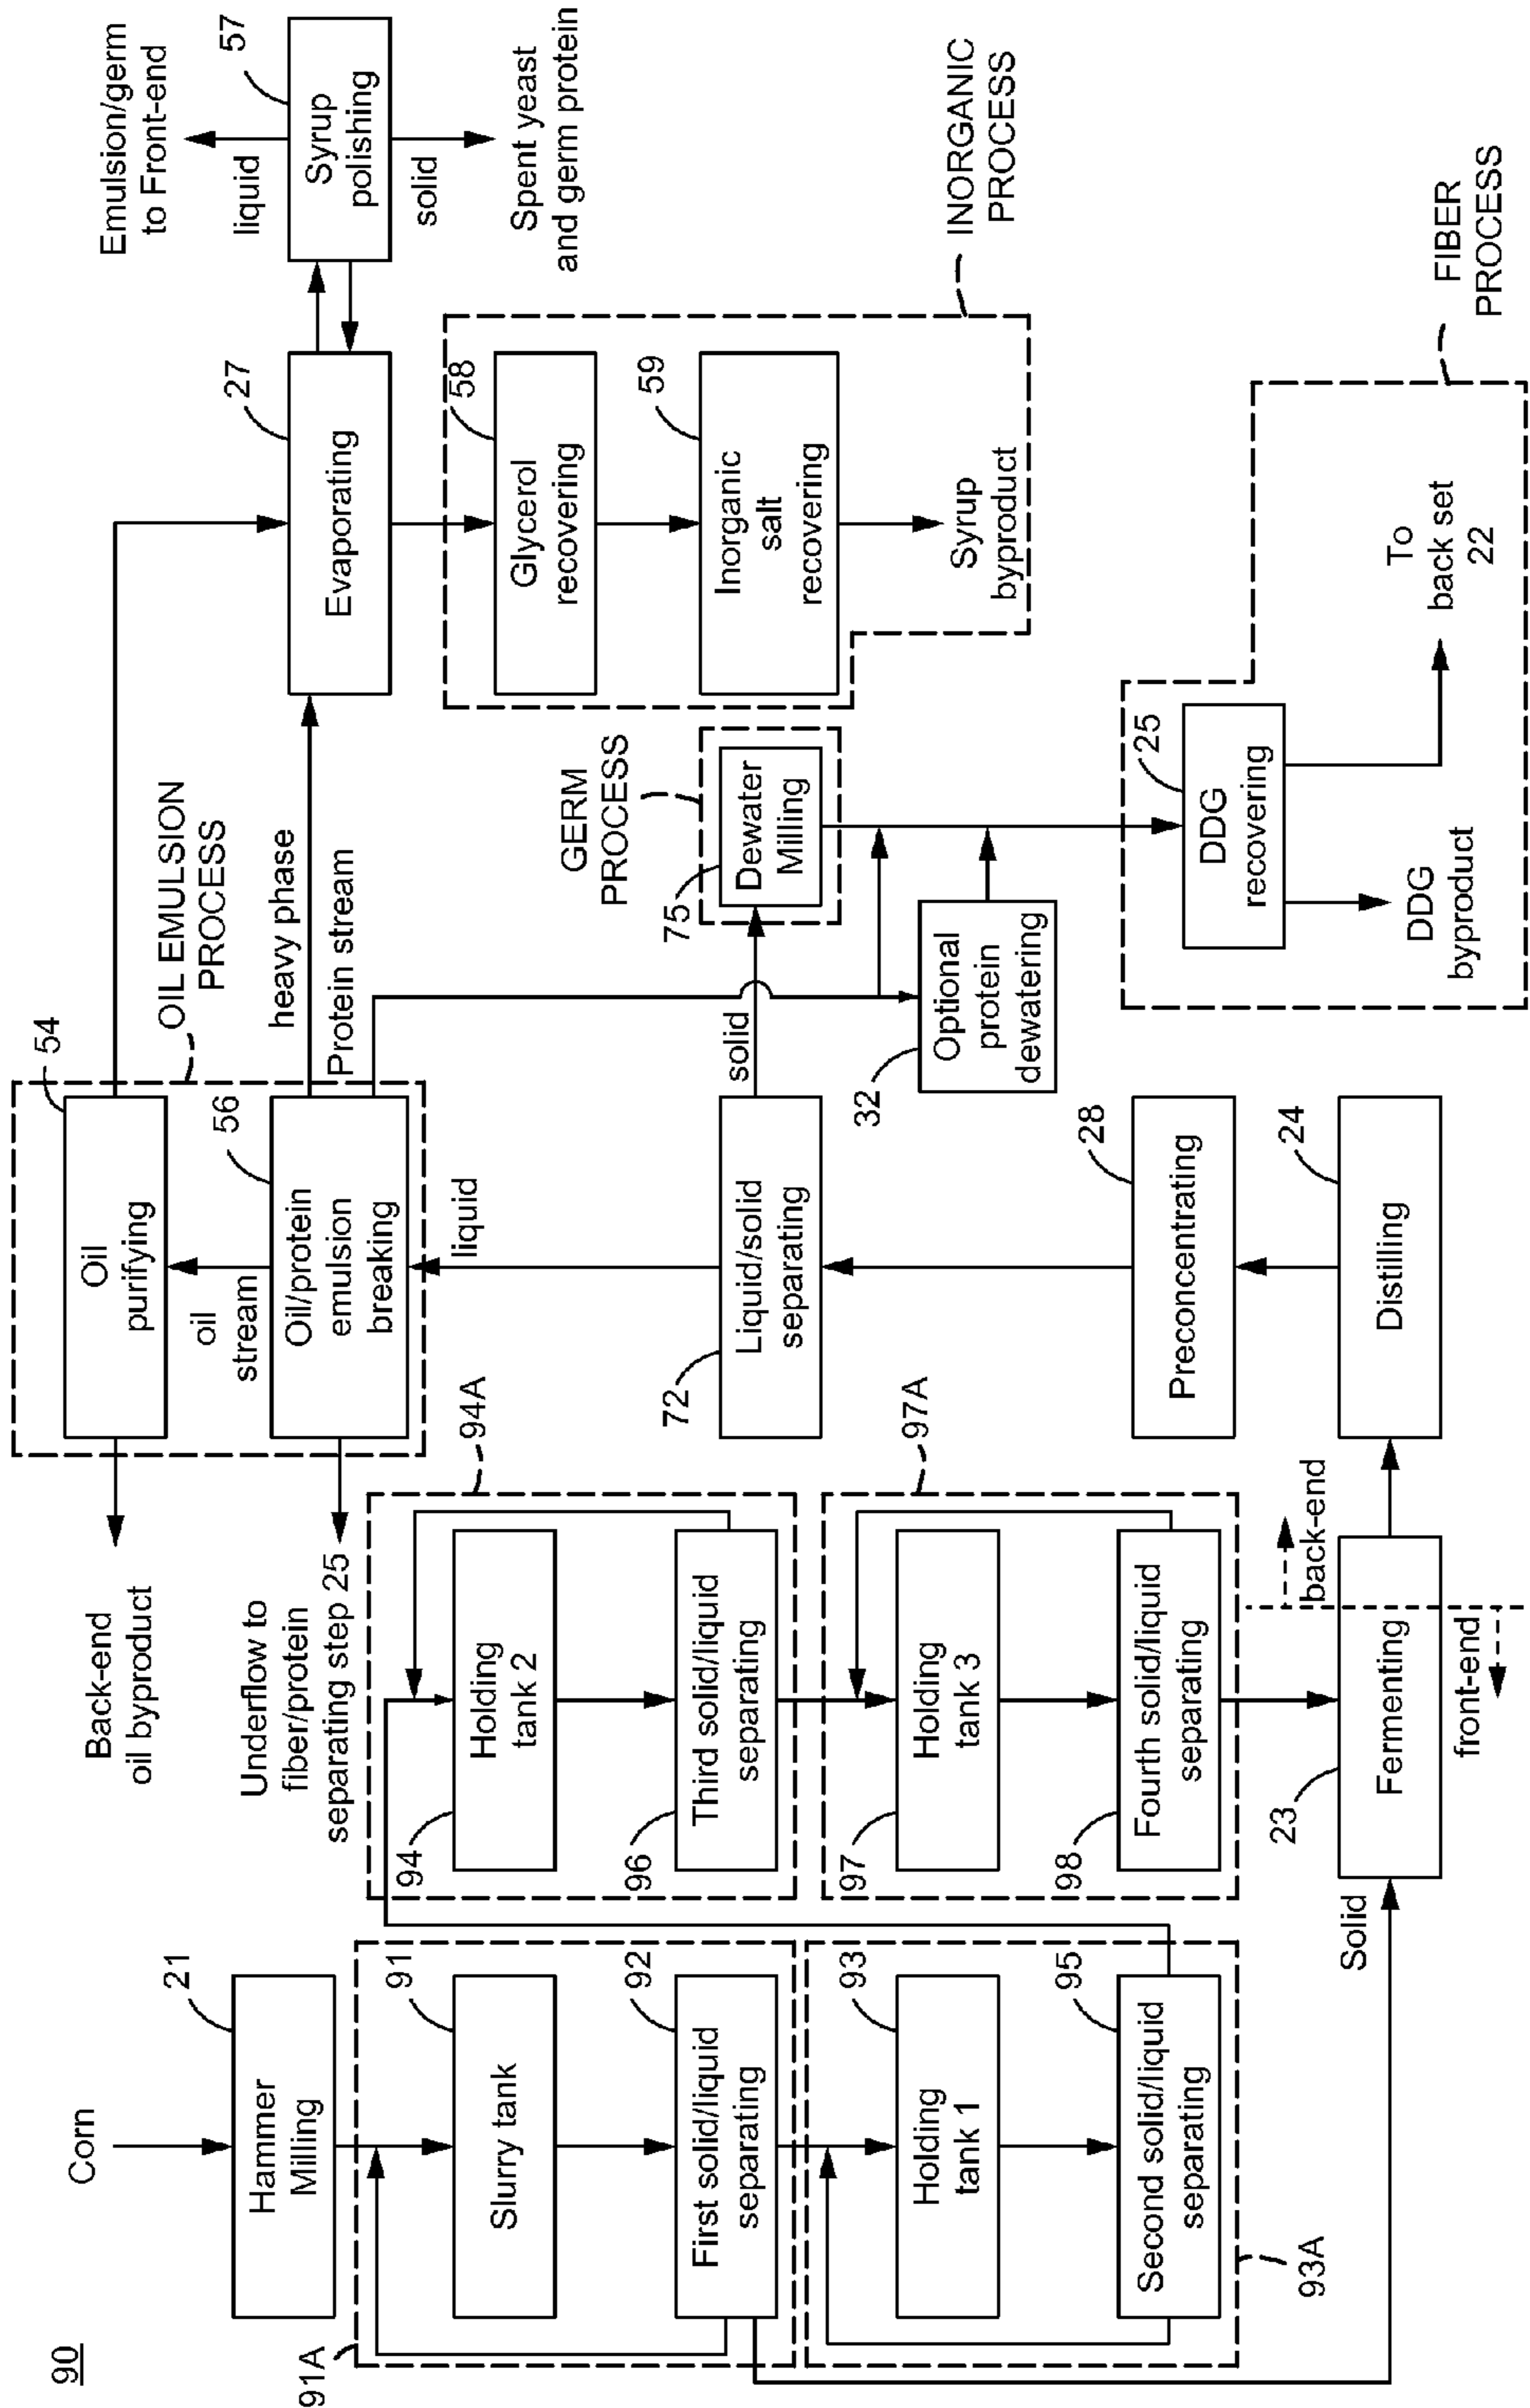 90
Corn
Hammer
Milling
21
91A
Slurry tank
91
First solid/liquid
separating
92
Holding
tank 1
93
Second solid/liquid
separating
95
93A
Solid
Back-end
oil byproduct
Underflow to
fiber/protein
separating step 25
94A
Holding
tank 2
94
Third solid/liquid
separating
96
97A
Holding
tank 3
97
Fourth solid/liquid
separating
98
Fermenting
23
back-end
front-end
Oil
purifying
54
oil
stream
Oil/protein
emulsion
breaking
56
OIL EMULSION
PROCESS
liquid
Liquid/solid
separating
72
Preconcentrating
28
Distilling
24
heavy phase
Protein stream
solid
GERM
PROCESS
75
Dewater
Milling
32
Optional
protein
dewatering
Evaporating
27
Emulsion/germ
to Front-end
liquid
Syrup
polishing
57
solid
Spent yeast
and germ protein
Glycerol
recovering
58
Inorganic
salt
recovering
59
Syrup
byproduct
INORGANIC
PROCESS
DDG
recovering
25
DDG
byproduct
To
back set
22
FIBER
PROCESS